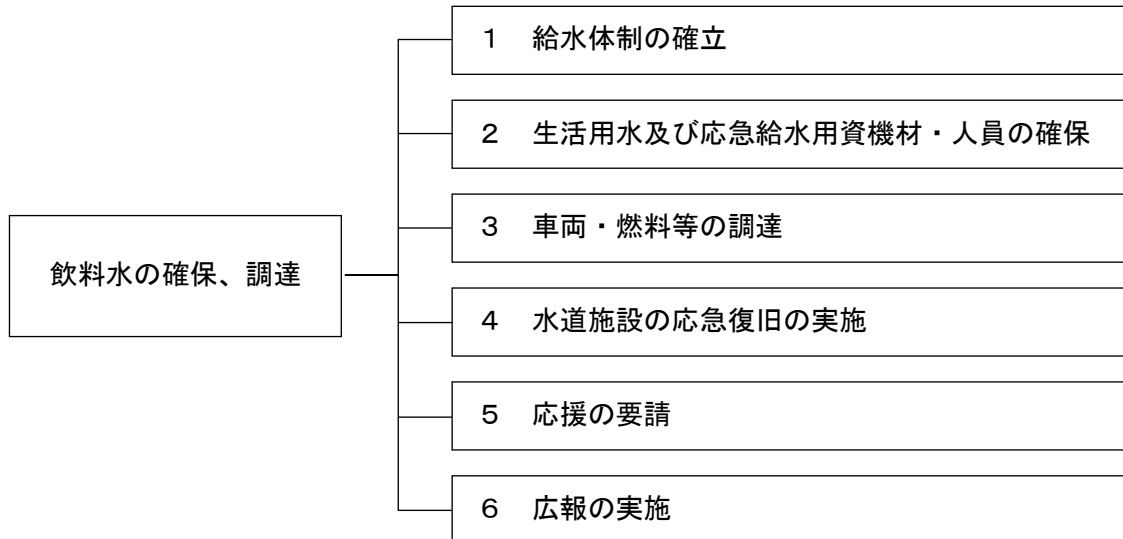 １　給水体制の確立
２　生活用水及び応急給水用資機材・人員の確保
３　車両・燃料等の調達
飲料水の確保、調達
４　水道施設の応急復旧の実施
５　応援の要請
６　広報の実施